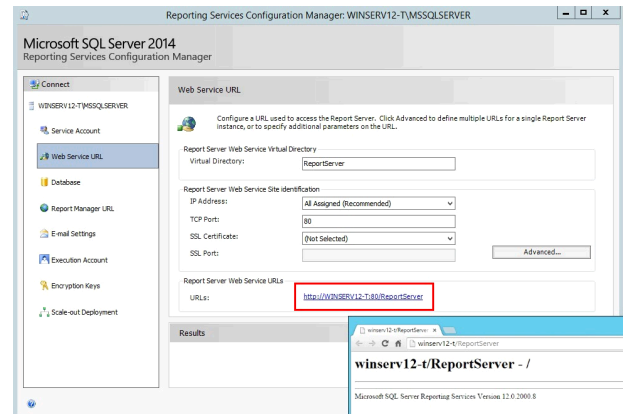 Reporting Services Configuration Manager: WINSERV12-T\MSSQLSERVER
Microsoft SQL Server 2014
Reporting Services Configuration Manager
Connect
WINSERV12-T\MSSQLSERVER
Service Account
Web Service URL
Database
Report Manager URL
E-mail Settings
Execution Account
Encryption Keys
Scale-out Deployment
Web Service URL
Configure a URL used to access the Report Server. Click Advanced to define multiple URLs for a single Report Server
instance, or to specify additional parameters on the URL.
Report Server Web Service Virtual Directory
Virtual Directory: ReportServer
Report Server Web Service Site identification
IP Address: All Assigned (Recommended)
TCP Port: 80
SSL Certificate: (Not Selected)
SSL Port:
Advanced...
Report Server Web Service URLs
URLs: http://WINSERV12-T:80/ReportServer
Results
winserv12-t/ReportServer
winserv12-t/ReportServer
winserv12-t/ReportServer - /
Microsoft SQL Server Reporting Services Version 12.0.2000.8